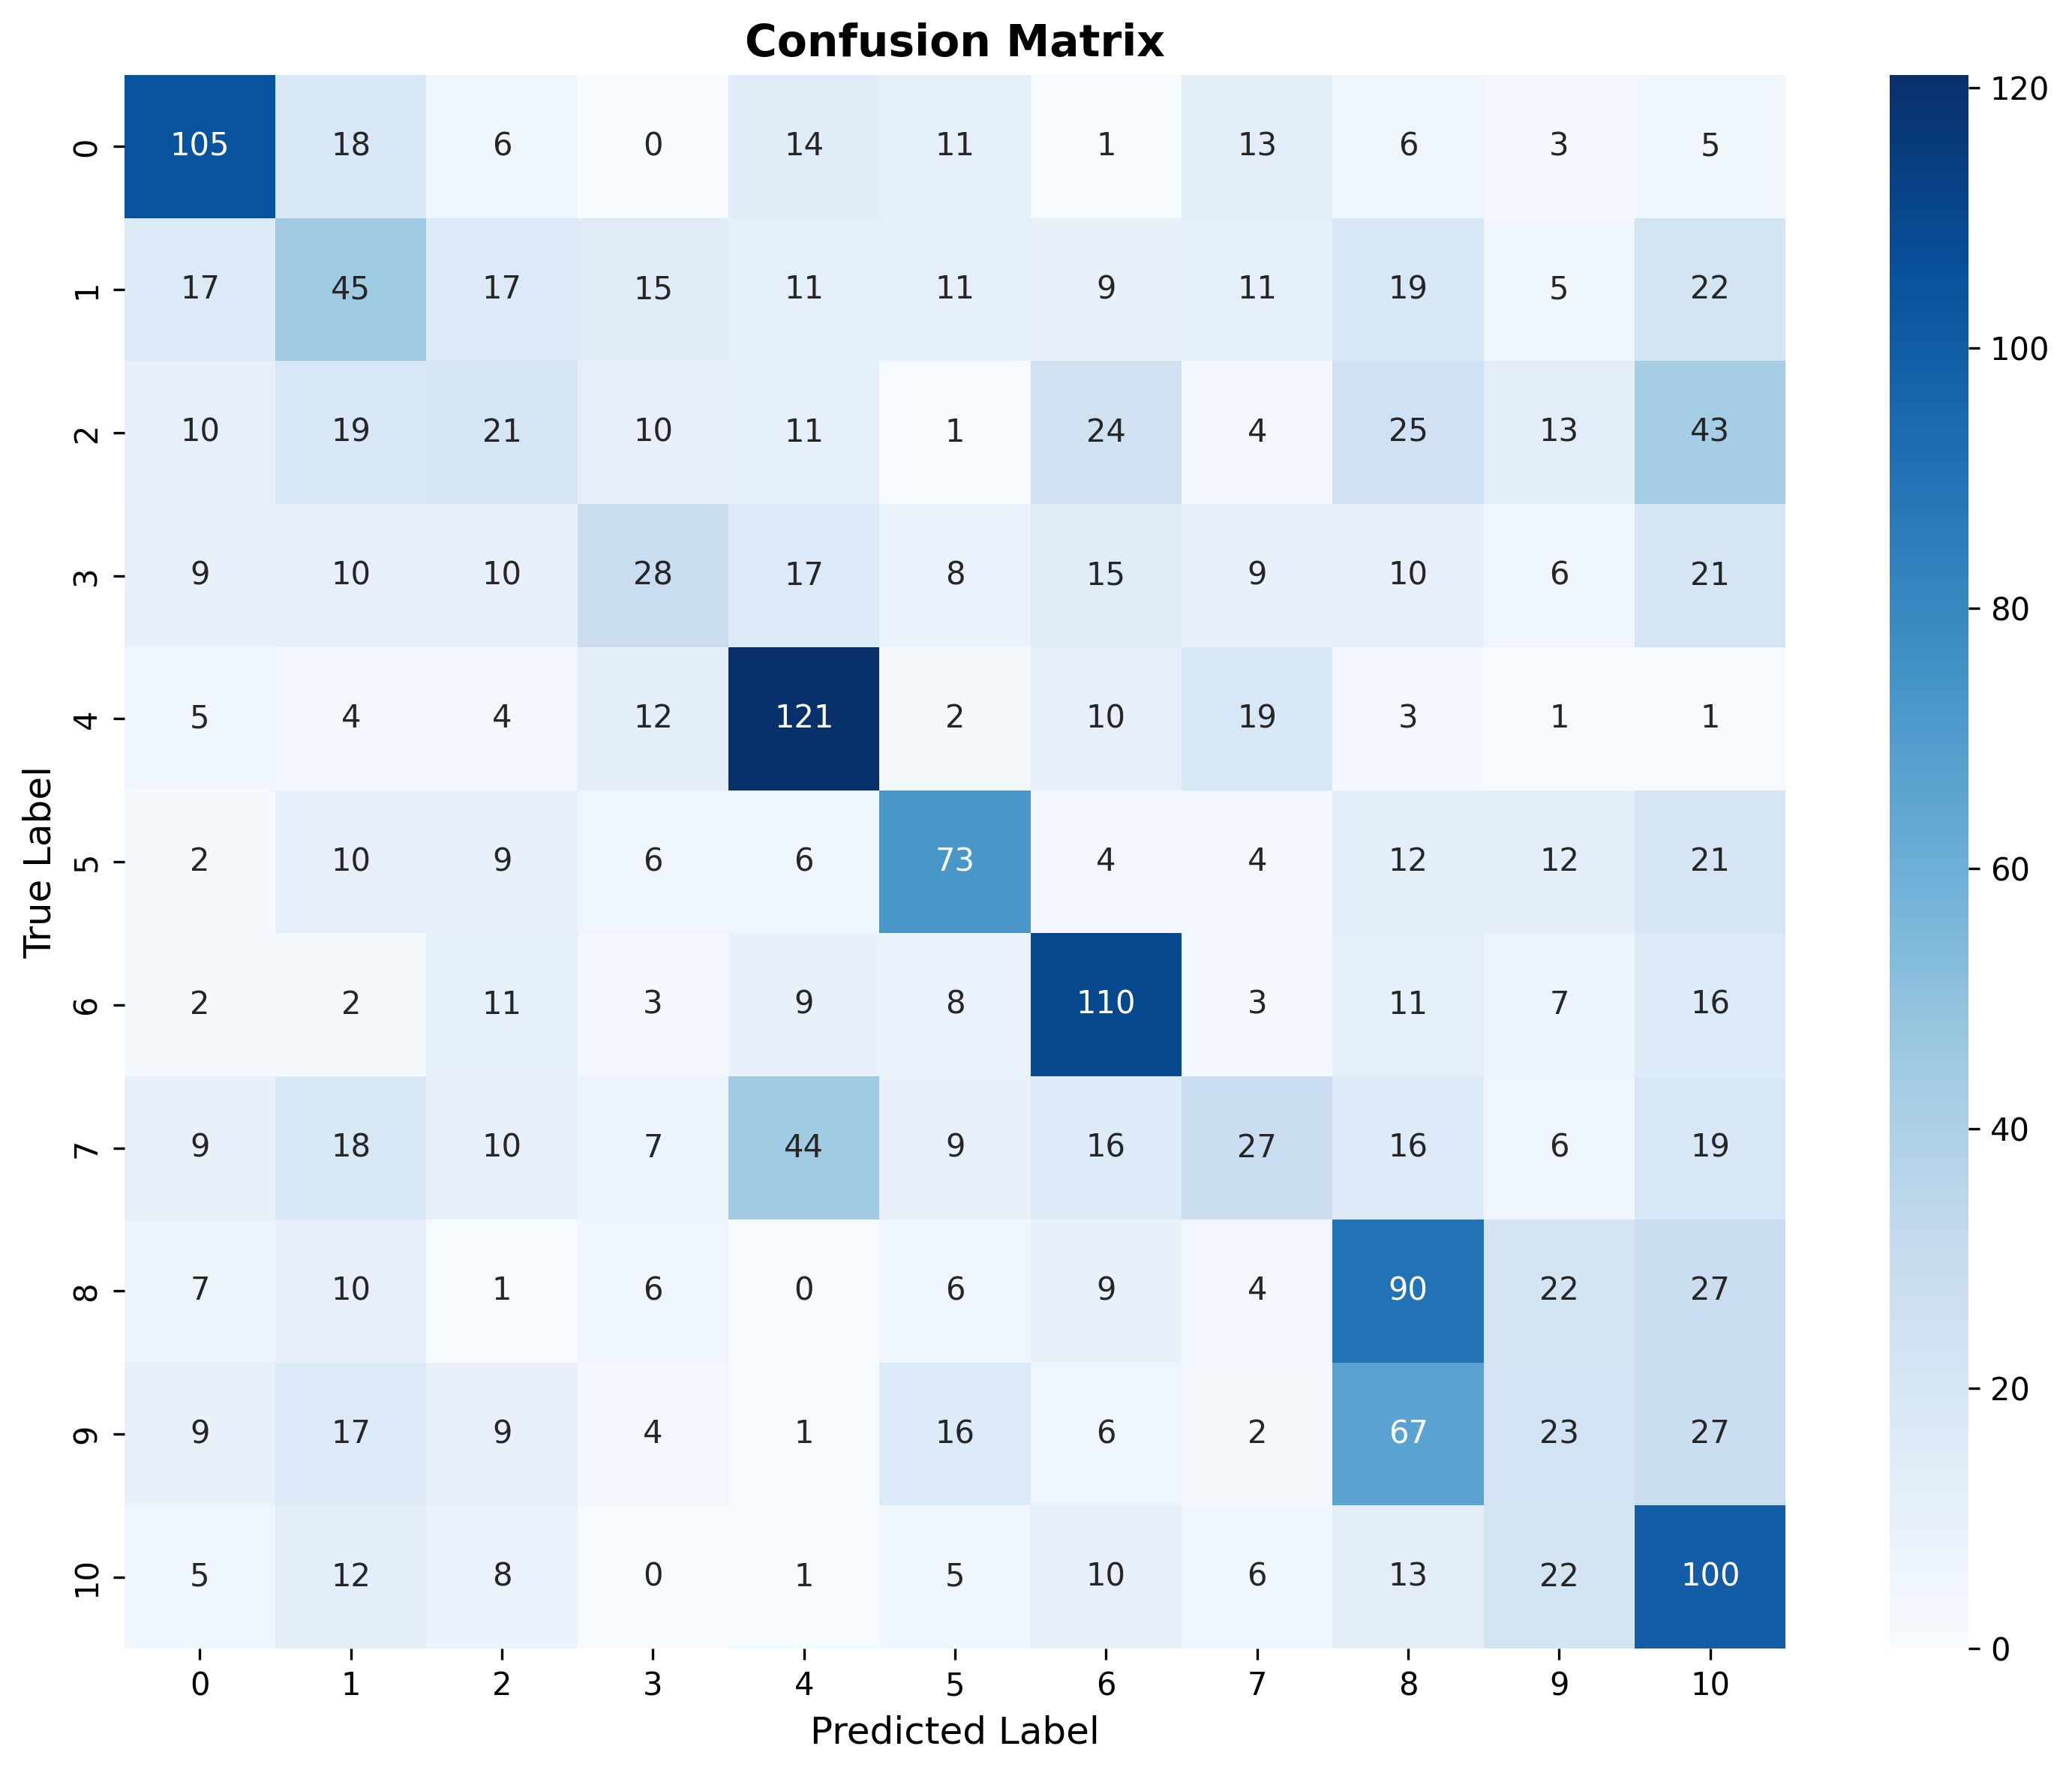 Confusion Matrix
0 105 18 6 0 14 11 1 13 6 3 5
1 17 45 17 15 11 11 9 11 19 5 22
2 10 19 21 10 11 1 24 4 25 13 43
3 9 10 10 28 17 8 15 9 10 6 21
4 5 4 4 12 121 2 10 19 3 1 1
5 2 10 9 6 6 73 4 4 12 12 21
6 2 2 11 3 9 8 110 3 11 7 16
7 9 18 10 7 44 9 16 27 16 6 19
8 7 10 1 6 0 6 9 4 90 22 27
9 9 17 9 4 1 16 6 2 67 23 27
10 5 12 8 0 1 5 10 6 13 22 100
0 1 2 3 4 5 6 7 8 9 10
Predicted Label
True Label
120
100
80
60
40
20
0